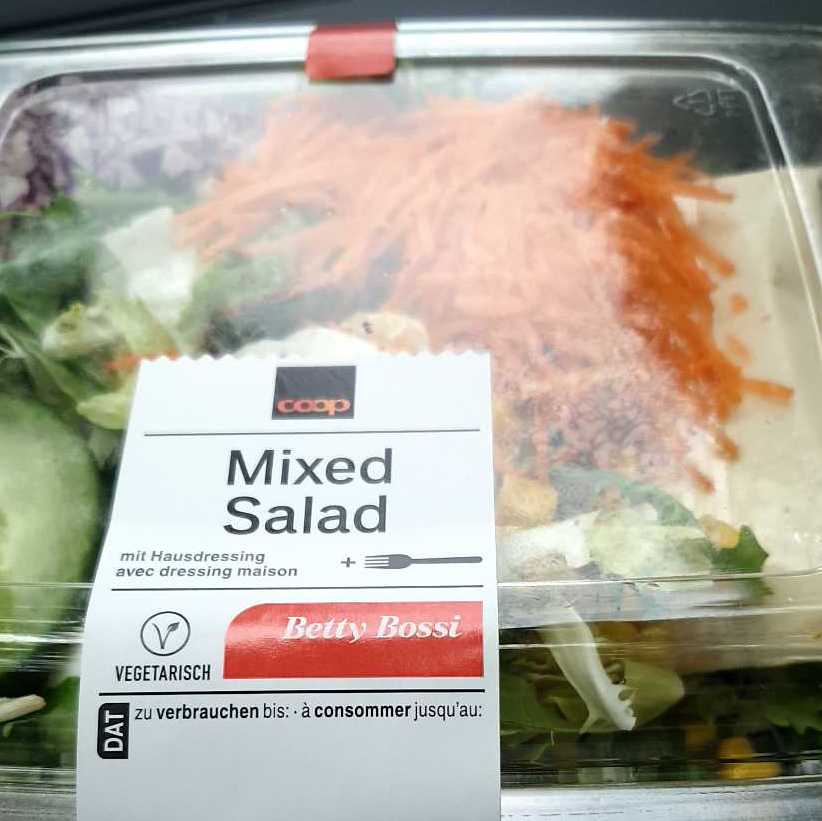 coop
Mixed
Salad
mit Hausdressing
avec dressing maison
+
VEGETARISCH
Betty Bossi
DAT
zu verbrauchen bis: · à consommer jusqu'au: